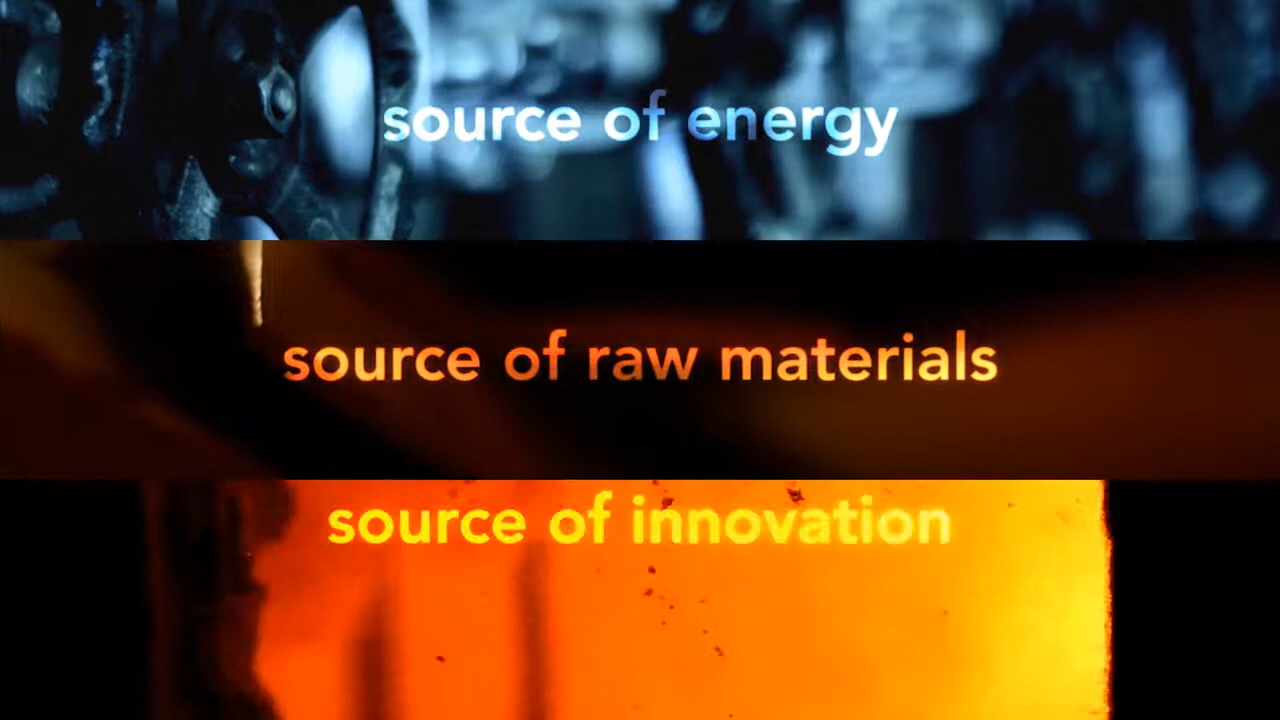 source of energy
source of raw materials
source of innovation